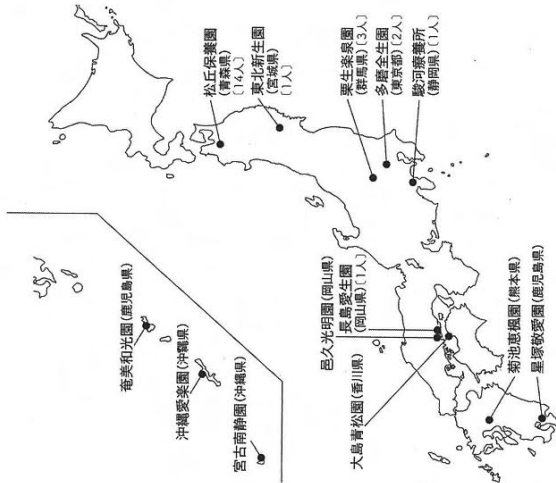 松丘保養園
(青森県)
[14人]
東北新生園
(宮城県)
[1人]
栗生楽泉園
(群馬県)[3人]
多磨全生園
(東京都)[2人]
駿河療養所
(静岡県)[1人]
奄美和光園(鹿児島県)
沖縄愛楽園(沖縄県)
宮古南静園(沖縄県)
邑久光明園(岡山県)
長島愛生園
(岡山県)[1人]
大島青松園(香川県)
菊池恵楓園(熊本県)
星塚敬愛園(鹿児島県)